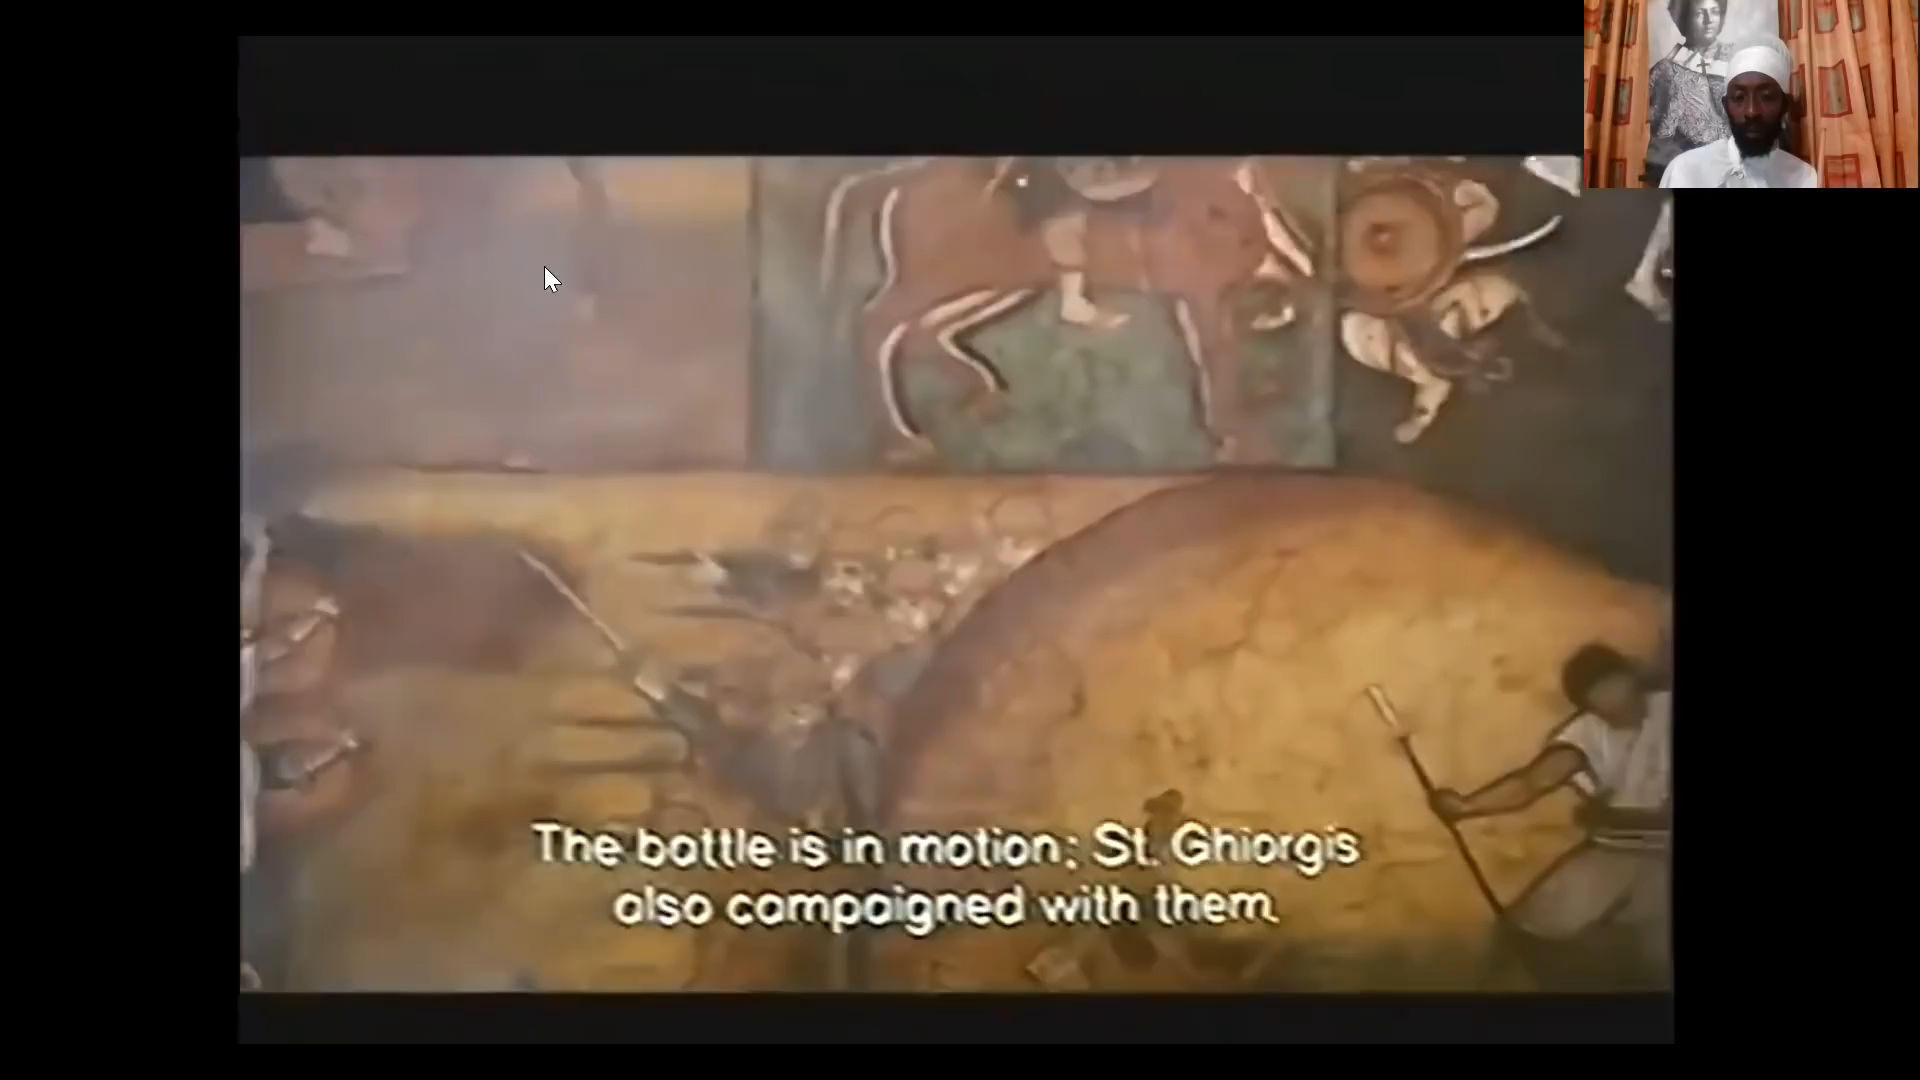 The battle is in motion; St. Ghiorgis
also campaigned with them.